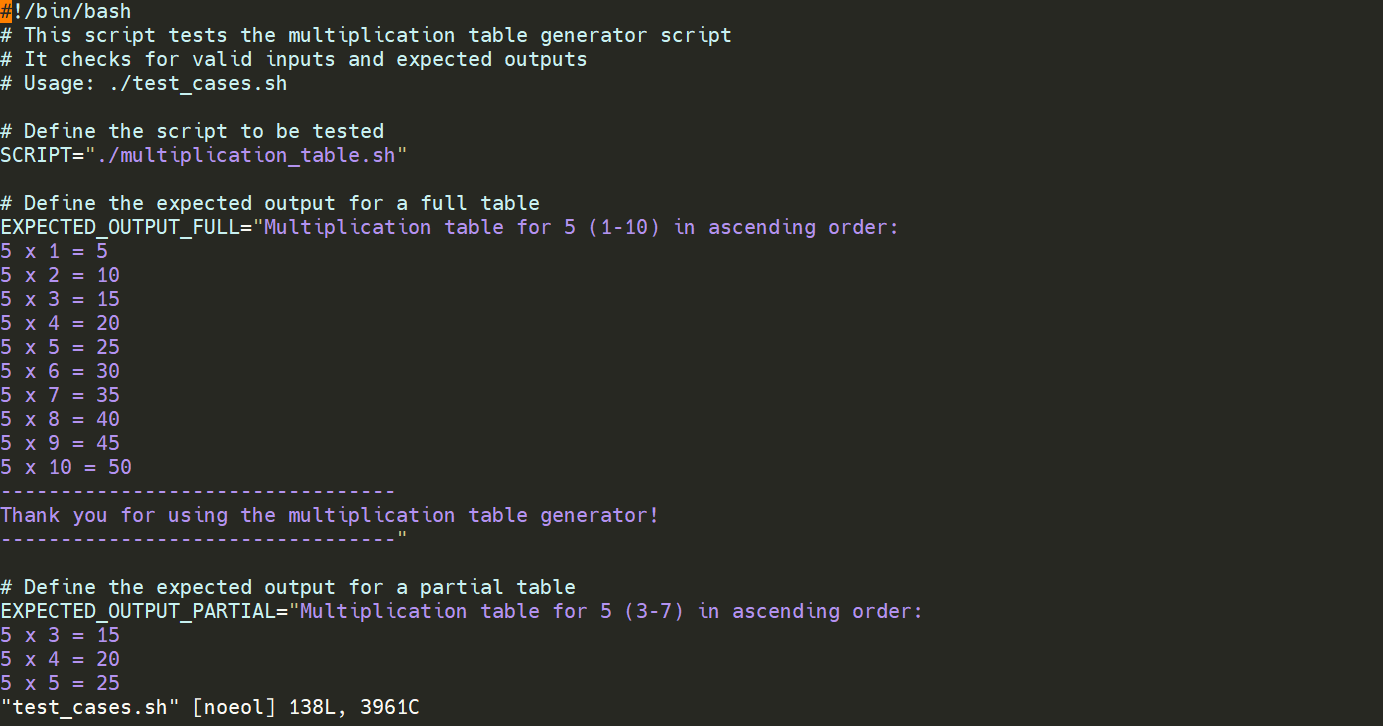 #!/bin/bash
# This script tests the multiplication table generator script
# It checks for valid inputs and expected outputs
# Usage: ./test_cases.sh

# Define the script to be tested
SCRIPT="./multiplication_table.sh"

# Define the expected output for a full table
EXPECTED_OUTPUT_FULL="Multiplication table for 5 (1-10) in ascending order:
5 x 1 = 5
5 x 2 = 10
5 x 3 = 15
5 x 4 = 20
5 x 5 = 25
5 x 6 = 30
5 x 7 = 35
5 x 8 = 40
5 x 9 = 45
5 x 10 = 50
---------------------------------
Thank you for using the multiplication table generator!
---------------------------------"

# Define the expected output for a partial table
EXPECTED_OUTPUT_PARTIAL="Multiplication table for 5 (3-7) in ascending order:
5 x 3 = 15
5 x 4 = 20
5 x 5 = 25
"test_cases.sh" [noeol] 138L, 3961C